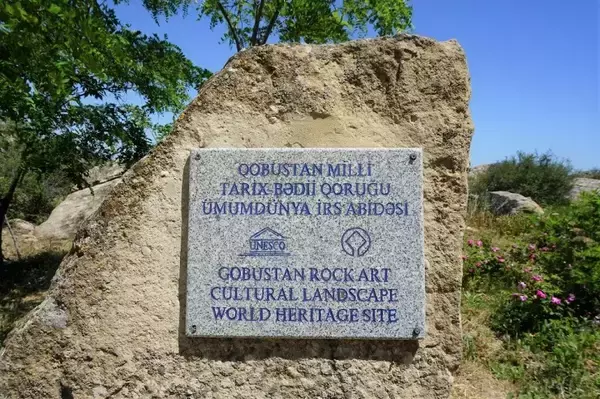 QOBUSTAN MİLLİ
TARİX BƏDİİ QORUĞU
ÜMUMDÜNYA İRS ABİDƏSİ
UNESCO
GOBUSTAN ROCK ART
CULTURAL LANDSCAPE
WORLD HERITAGE SITE